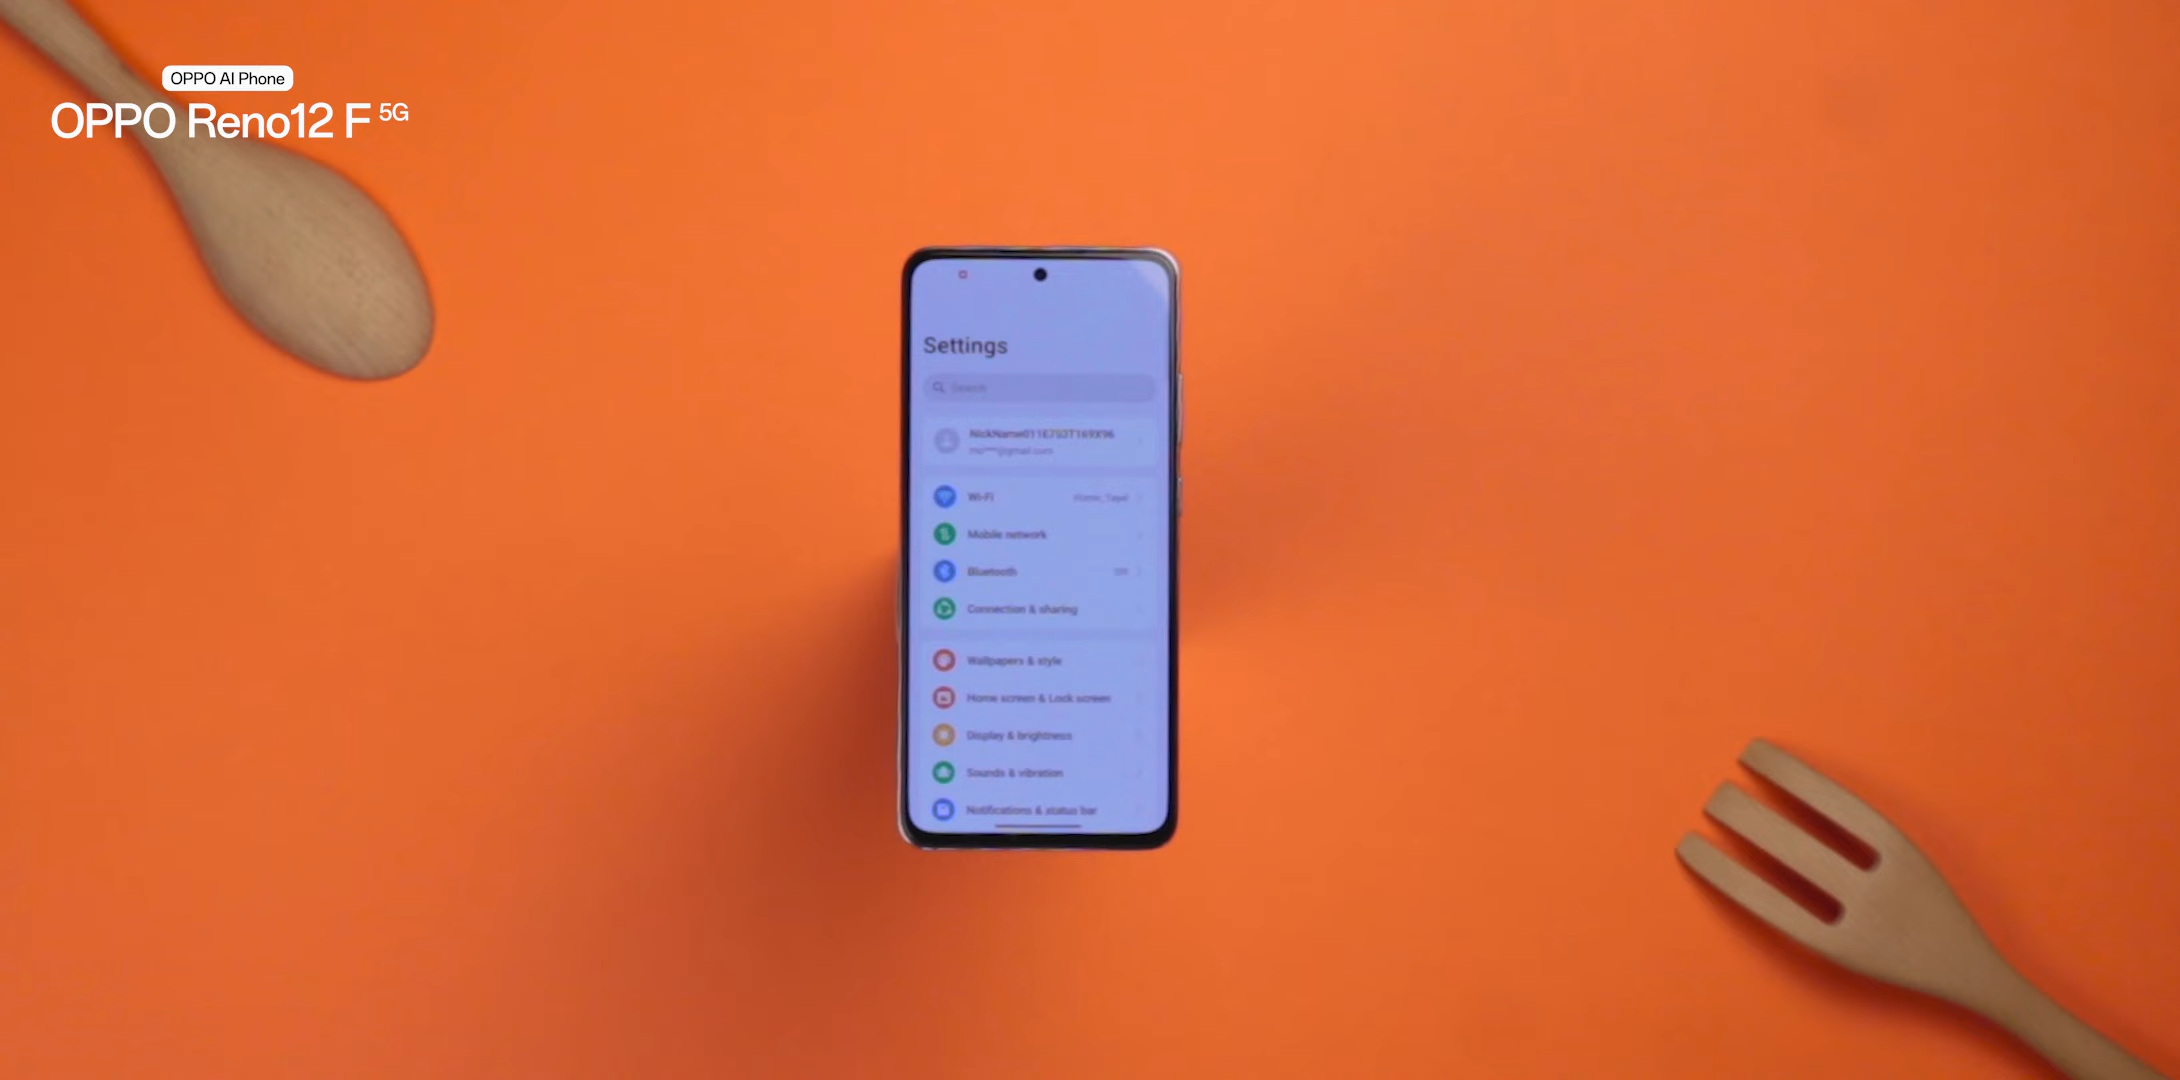 OPPO AI Phone
OPPO Reno12 F 5G
Settings
Search
Wi-Fi
Mobile network
Bluetooth
Connection & sharing
Wallpapers & style
Home screen & Lock screen
Display & brightness
Sounds & vibration
Notifications & status bar